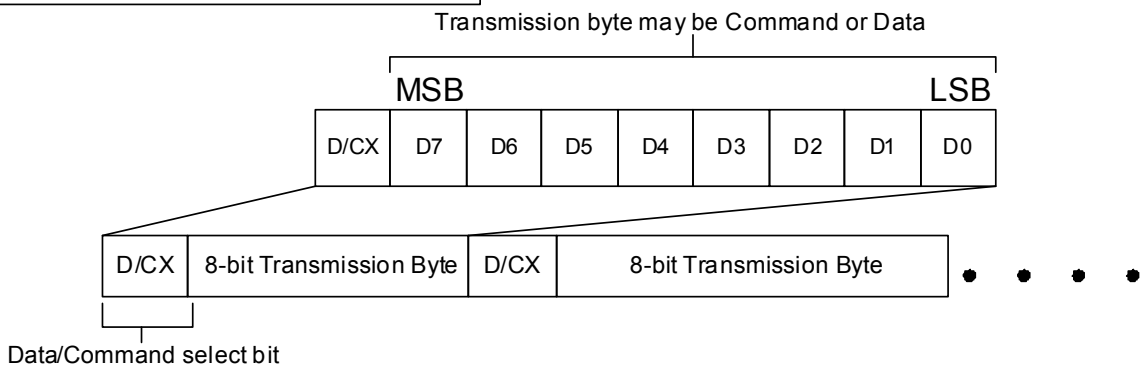 Transmission byte may be Command or Data
MSB LSB
D/CX D7 D6 D5 D4 D3 D2 D1 D0
D/CX 8-bit Transmission Byte D/CX 8-bit Transmission Byte
Data/Command select bit